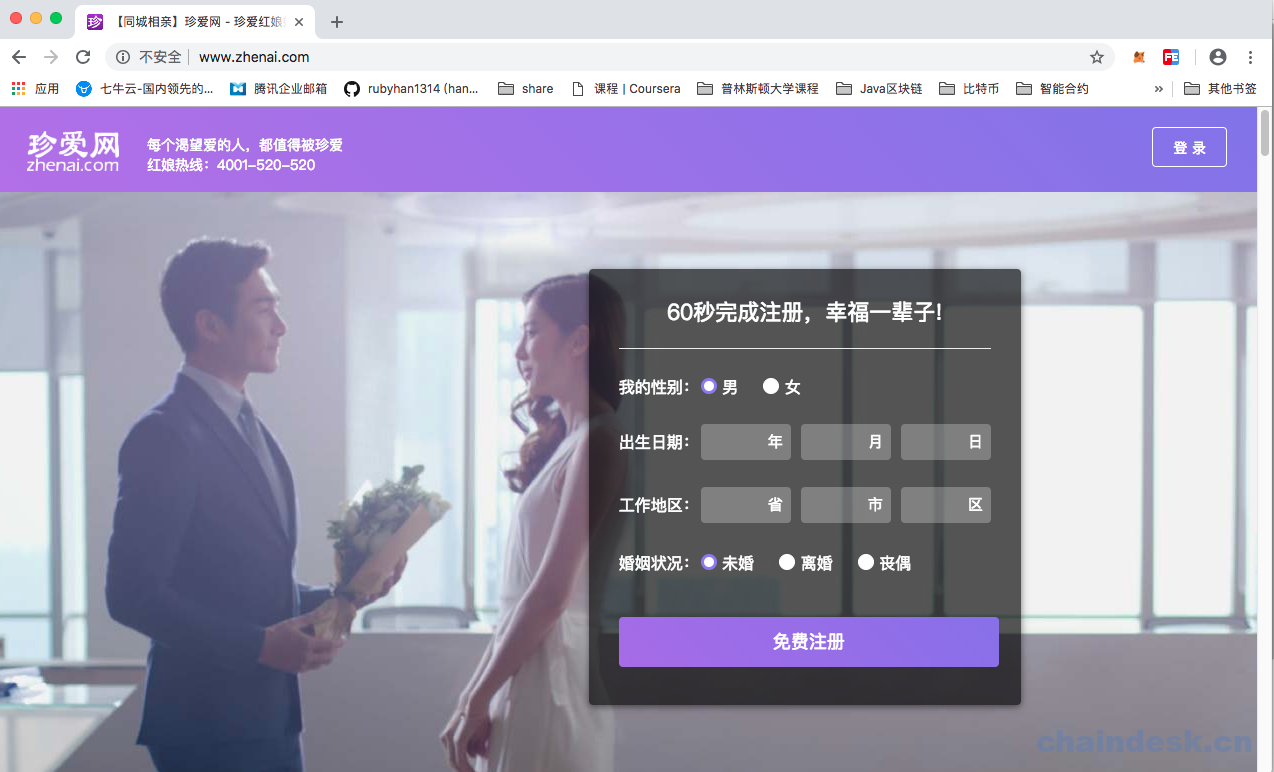 【同城相亲】珍爱网 - 珍爱红娘
不安全 | www.zhenai.com
应用 七牛云-国内领先的... 腾讯企业邮箱 rubyhan1314 (han... share 课程 | Coursera 普林斯顿大学课程 Java区块链 比特币 智能合约 » 其他书签
珍爱网
zhenai.com
每个渴望爱的人，都值得被珍爱
红娘热线：4001-520-520
登 录
60秒完成注册，幸福一辈子!
我的性别： 男 女
出生日期： 年 月 日
工作地区： 省 市 区
婚姻状况： 未婚 离婚 丧偶
免费注册
chaindesk.cn